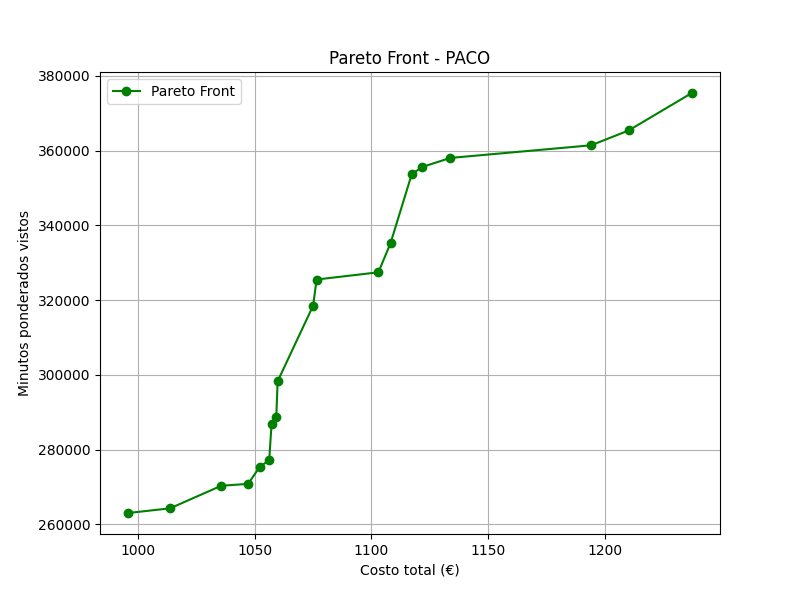 Pareto Front - PACO
Pareto Front
380000
360000
340000
320000
300000
280000
260000
Minutos ponderados vistos
1000 1050 1100 1150 1200
Costo total (€)